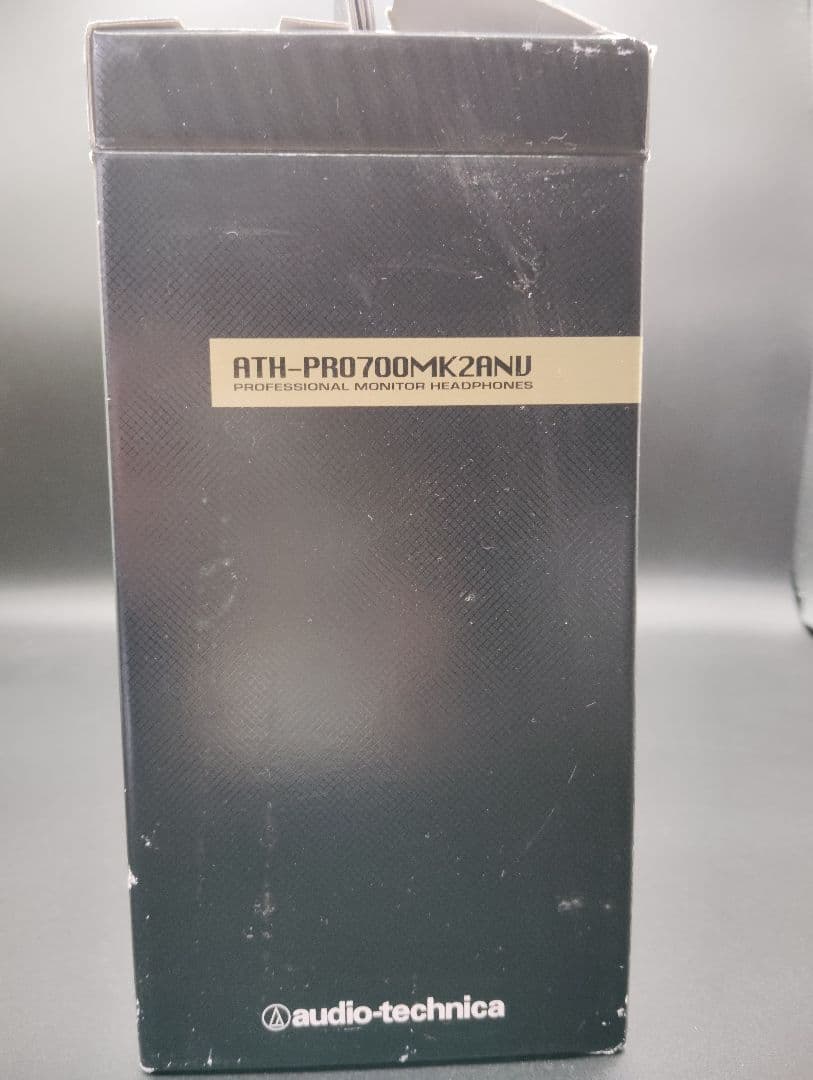 ATH-PRO700MK2ANV
PROFESSIONAL MONITOR HEADPHONES
audio-technica